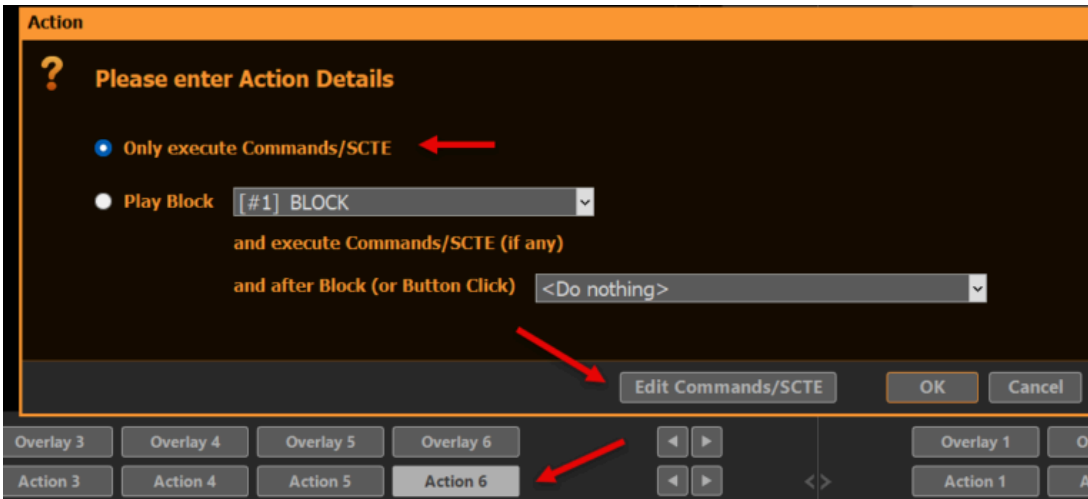 Action
?
Please enter Action Details
Only execute Commands/SCTE
Play Block [#1] BLOCK
and execute Commands/SCTE (if any)
and after Block (or Button Click) <Do nothing>
Edit Commands/SCTE OK Cancel
Overlay 3 Overlay 4 Overlay 5 Overlay 6 Overlay 1 O
Action 3 Action 4 Action 5 Action 6 <> Action 1